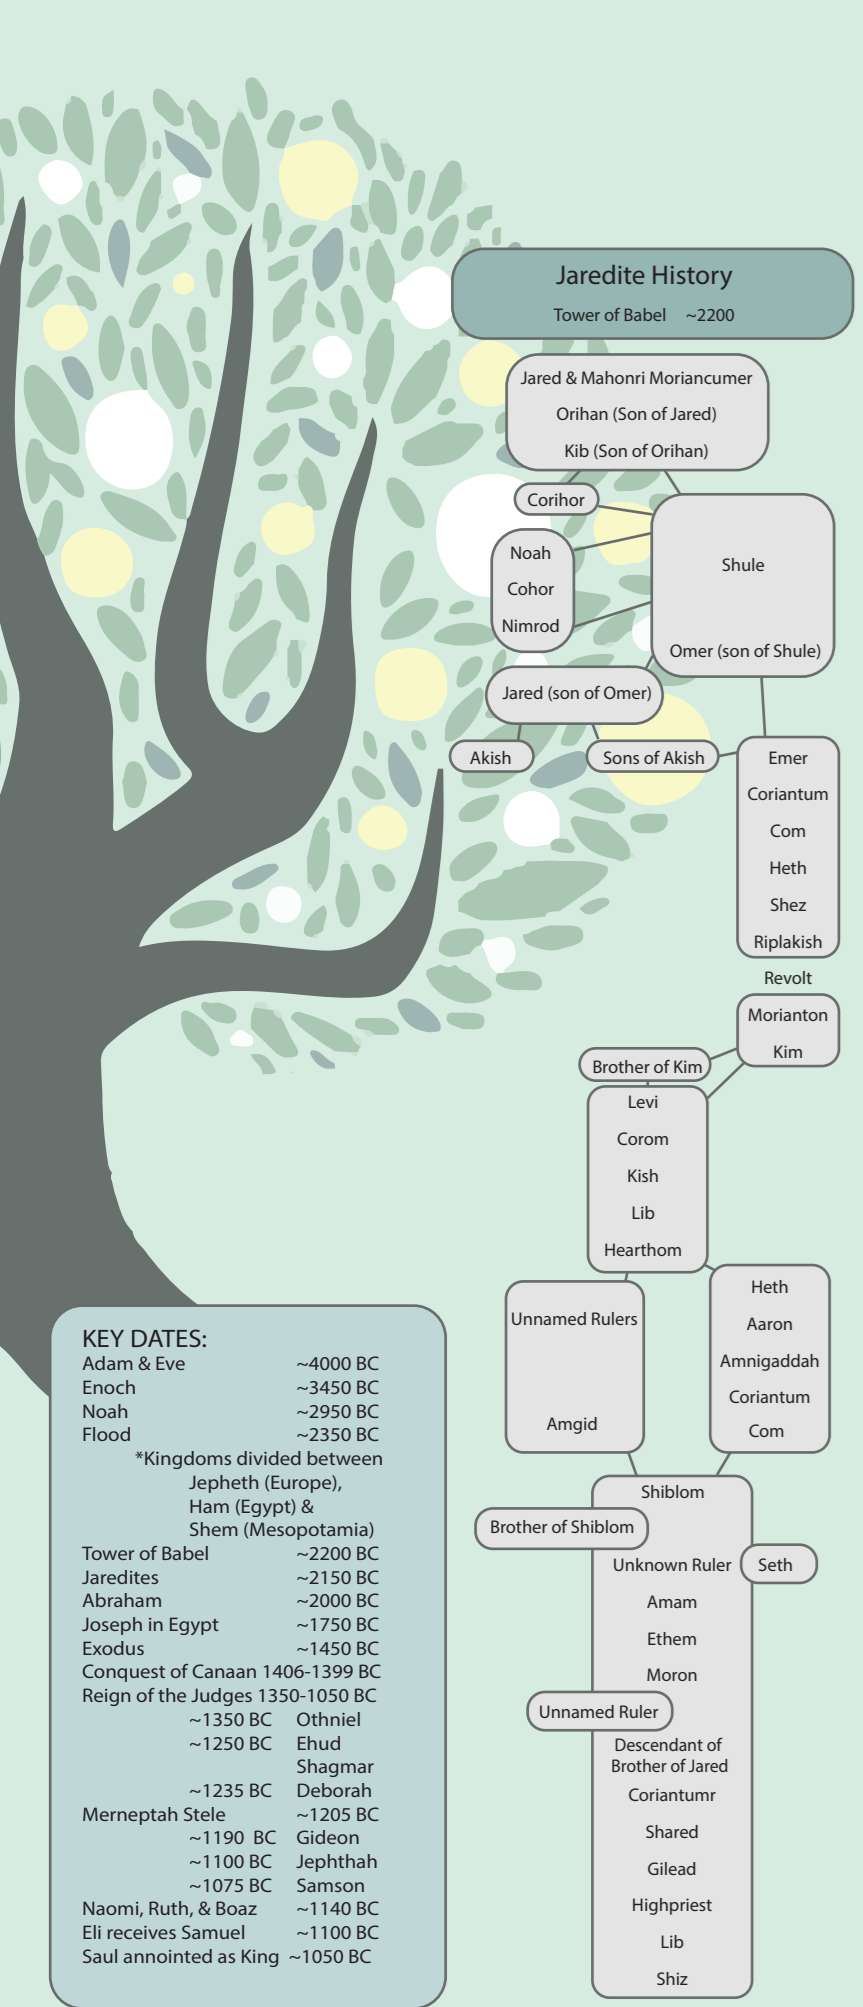 Jaredite History
Tower of Babel ~2200
Jared & Mahonri Moriancumer
Orihan (Son of Jared)
Kib (Son of Orihan)
Corihor
Noah
Cohor
Nimrod
Shule
Omer (son of Shule)
Jared (son of Omer)
Akish
Sons of Akish
Emer
Coriantum
Com
Heth
Shez
Riplakish
Revolt
Morianton
Kim
Brother of Kim
Levi
Corom
Kish
Lib
Hearthom
Unnamed Rulers
Amgid
Heth
Aaron
Amnigaddah
Coriantum
Com
Shiblom
Brother of Shiblom
Unknown Ruler
Seth
Amam
Ethem
Moron
Unnamed Ruler
Descendant of
Brother of Jared
Coriantumr
Shared
Gilead
Highpriest
Lib
Shiz
KEY DATES:
Adam & Eve ~4000 BC
Enoch ~3450 BC
Noah ~2950 BC
Flood ~2350 BC
*Kingdoms divided between
Jepheth (Europe),
Ham (Egypt) &
Shem (Mesopotamia)
Tower of Babel ~2200 BC
Jaredites ~2150 BC
Abraham ~2000 BC
Joseph in Egypt ~1750 BC
Exodus ~1450 BC
Conquest of Canaan 1406-1399 BC
Reign of the Judges 1350-1050 BC
~1350 BC Othniel
~1250 BC Ehud
Shagmar
~1235 BC Deborah
Merneptah Stele ~1205 BC
~1190 BC Gideon
~1100 BC Jephthah
~1075 BC Samson
Naomi, Ruth, & Boaz ~1140 BC
Eli receives Samuel ~1100 BC
Saul annointed as King ~1050 BC